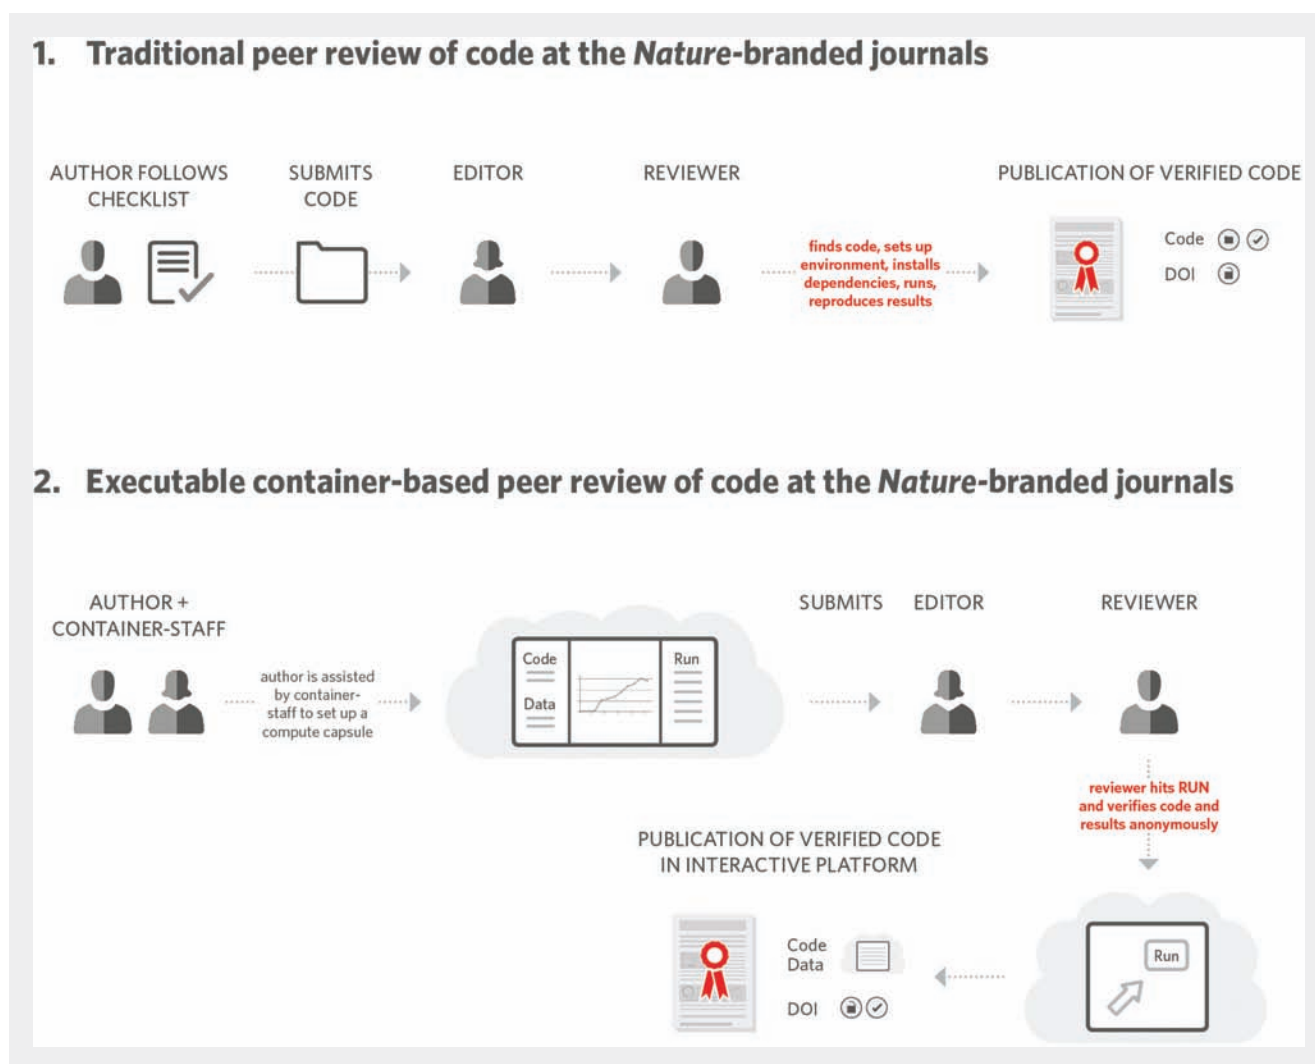 1. Traditional peer review of code at the Nature-branded journals
AUTHOR FOLLOWS
CHECKLIST
SUBMITS
CODE
EDITOR
REVIEWER
finds code, sets up
environment, installs
dependencies, runs,
reproduces results
PUBLICATION OF VERIFIED CODE
Code
DOI
2. Executable container-based peer review of code at the Nature-branded journals
AUTHOR +
CONTAINER-STAFF
author is assisted
by container-
staff to set up a
compute capsule
Code
Data
Run
SUBMITS
EDITOR
REVIEWER
reviewer hits RUN
and verifies code and
results anonymously
Run
PUBLICATION OF VERIFIED CODE
IN INTERACTIVE PLATFORM
Code
Data
DOI